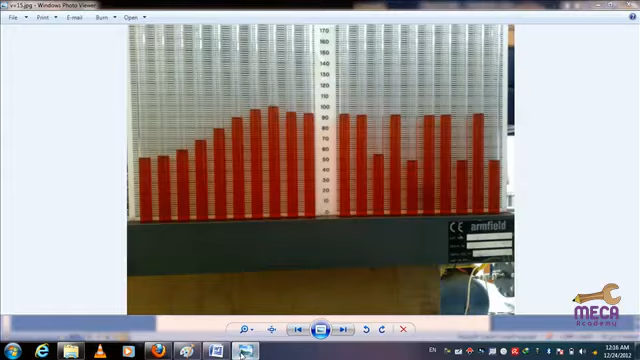 v=15.jpg - Windows Photo Viewer
File Print E-mail Burn Open
170
160
150
140
130
120
110
100
90
80
70
60
50
40
30
20
10
0
CE armfield
MECA
Academy
EN
12:16 AM
12/24/2012